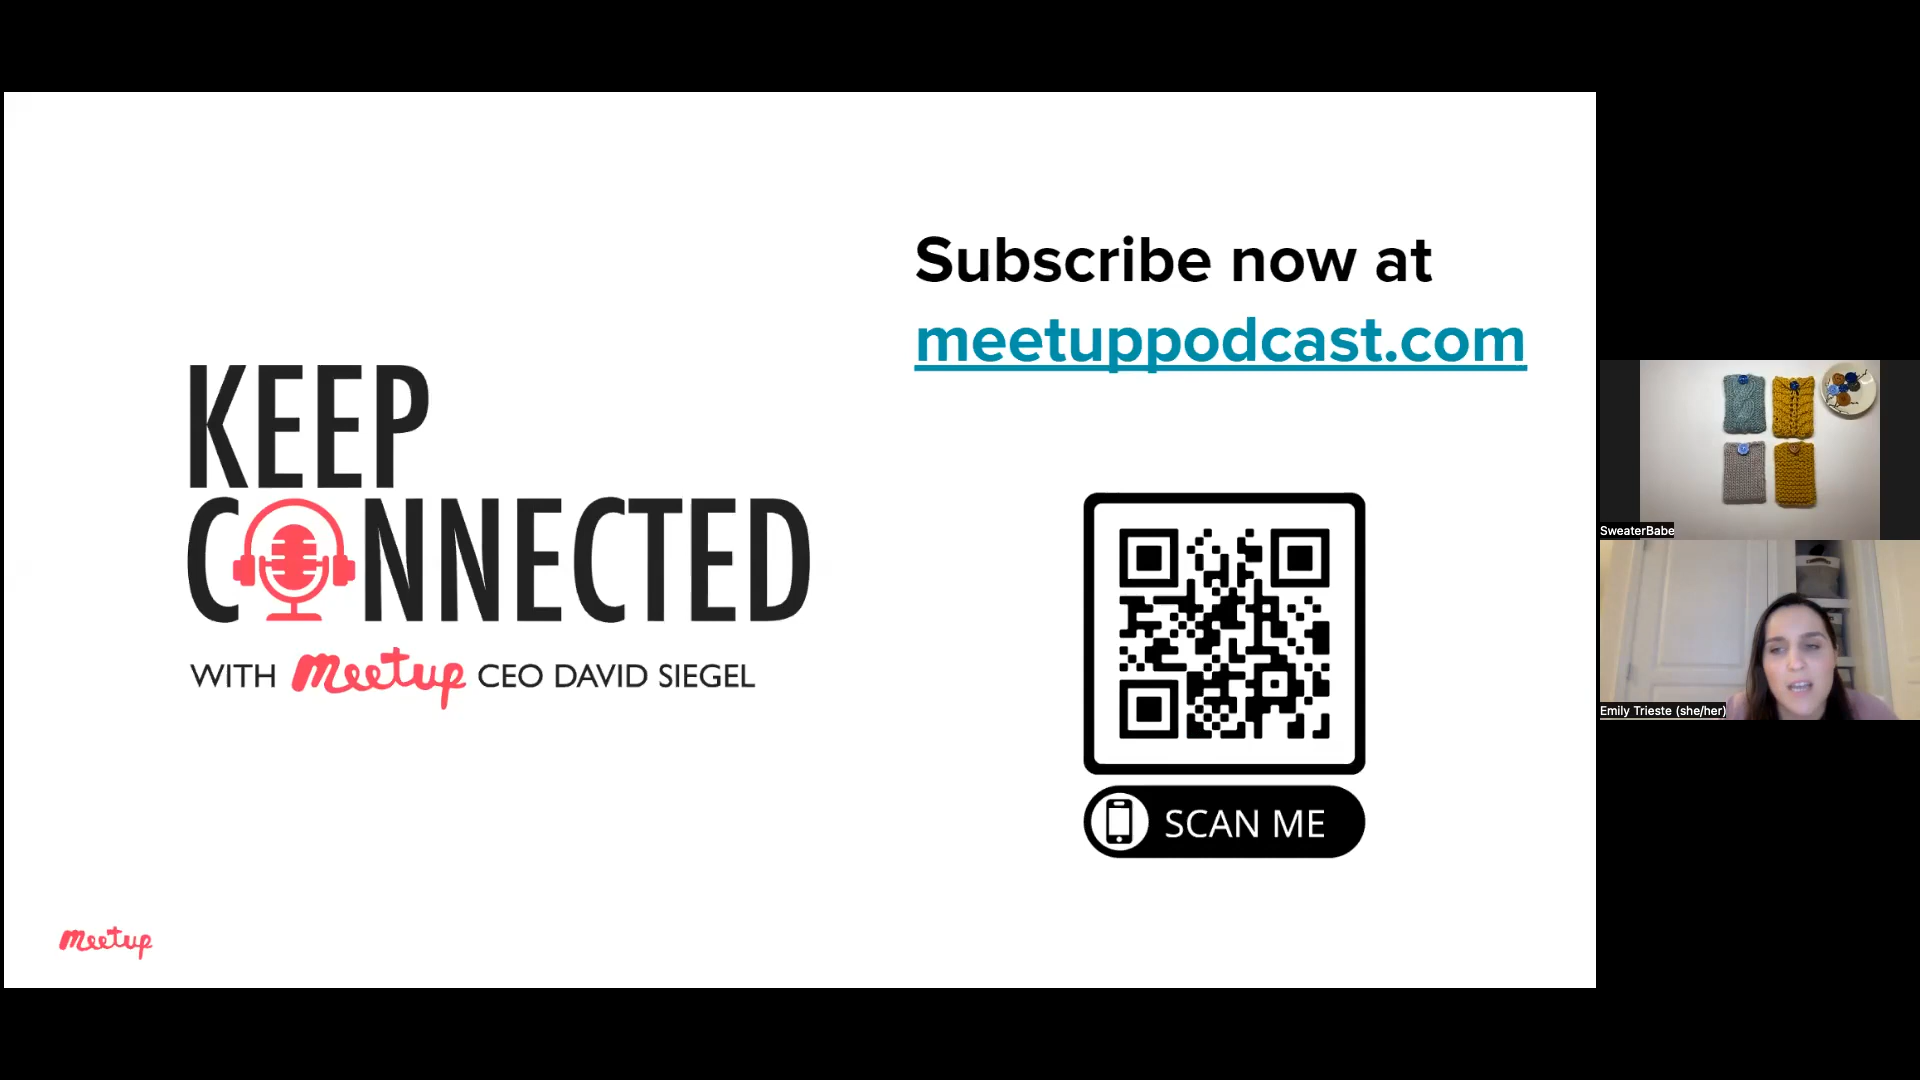 Subscribe now at
meetuppodcast.com
KEEP
CONNECTED
WITH meetup CEO DAVID SIEGEL
SCAN ME
meetup
SweaterBabe
Emily Trieste (she/her)